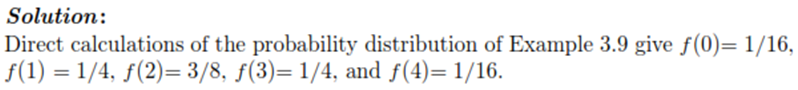 Solution:
Direct calculations of the probability distribution of Example 3.9 give f(0)= 1/16,
f(1) = 1/4, f(2)= 3/8, f(3)= 1/4, and f(4)= 1/16.